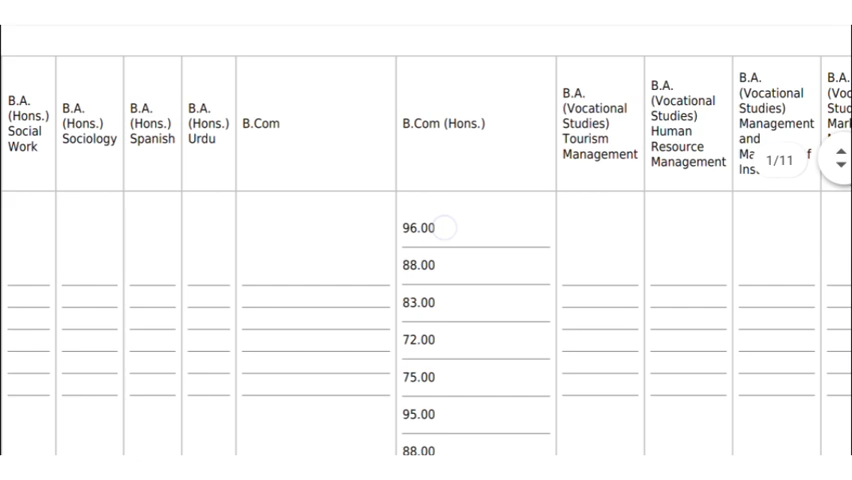 B.A.
(Hons.)
Social
Work
B.A.
(Hons.)
Sociology
B.A.
(Hons.)
Spanish
B.A.
(Hons.)
Urdu
B.Com
B.Com (Hons.)
B.A.
(Vocational
Studies)
Tourism
Management
B.A.
(Vocational
Studies)
Human
Resource
Management
B.A.
(Vocational
Studies)
Management
and
B.A.
1/11
96.00
88.00
83.00
72.00
75.00
95.00
88.00